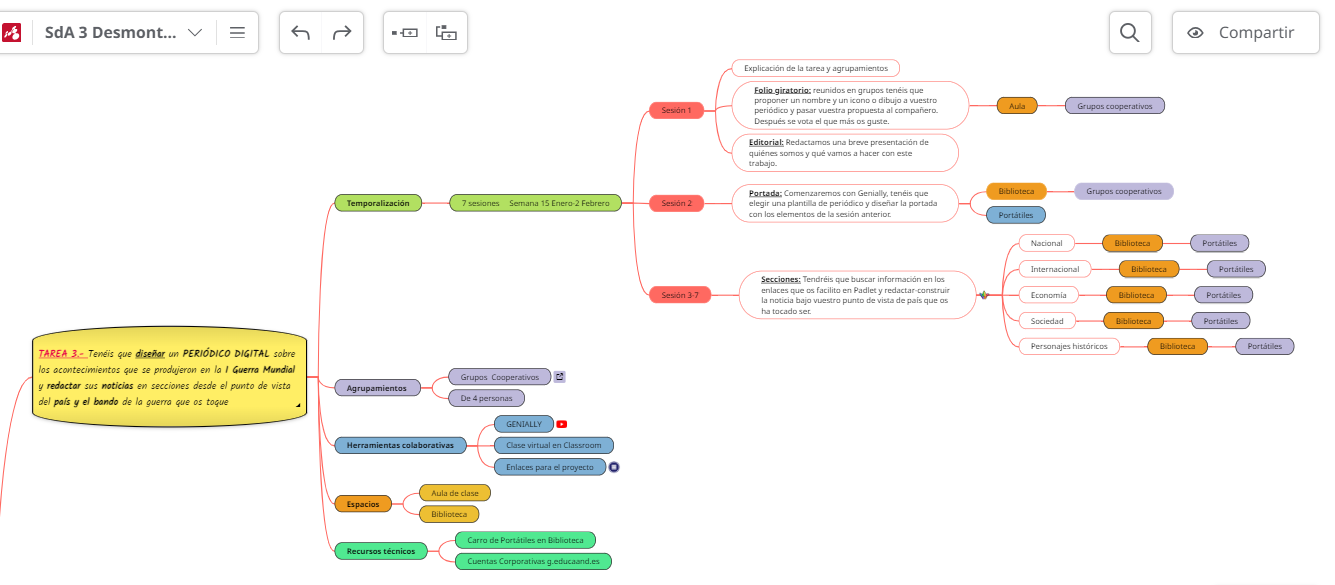 SdA 3 Desmont...
Compartir
TAREA 3.- Tenéis que diseñar un PERIÓDICO DIGITAL sobre
los acontecimientos que se produjeron en la I Guerra Mundial
y redactar sus noticias en secciones desde el punto de vista
del país y el bando de la guerra que os toque
Temporalización
7 sesiones    Semana 15 Enero-2 Febrero
Sesión 1
Explicación de la tarea y agrupamientos
Folio giratorio: reunidos en grupos tenéis que
proponer un nombre y un icono o dibujo a vuestro
periódico y pasar vuestra propuesta al compañero.
Después se vota el que más os guste.
Aula
Grupos cooperativos
Editorial: Redactamos una breve presentación de
quiénes somos y qué vamos a hacer con este
trabajo.
Sesión 2
Portada: Comenzaremos con Genially, tenéis que
elegir una plantilla de periódico y diseñar la portada
con los elementos de la sesión anterior.
Biblioteca
Grupos cooperativos
Portátiles
Sesión 3-7
Secciones: Tendréis que buscar información en los
enlaces que os facilito en Padlet y redactar-construir
la noticia bajo vuestro punto de vista de país que os
ha tocado ser.
Nacional
Biblioteca
Portátiles
Internacional
Biblioteca
Portátiles
Economía
Biblioteca
Portátiles
Sociedad
Biblioteca
Portátiles
Personajes históricos
Biblioteca
Portátiles
Agrupamientos
Grupos Cooperativos
De 4 personas
Herramientas colaborativas
GENIALLY
Clase virtual en Classroom
Enlaces para el proyecto
Espacios
Aula de clase
Biblioteca
Recursos técnicos
Carro de Portátiles en Biblioteca
Cuentas Corporativas g.educaand.es